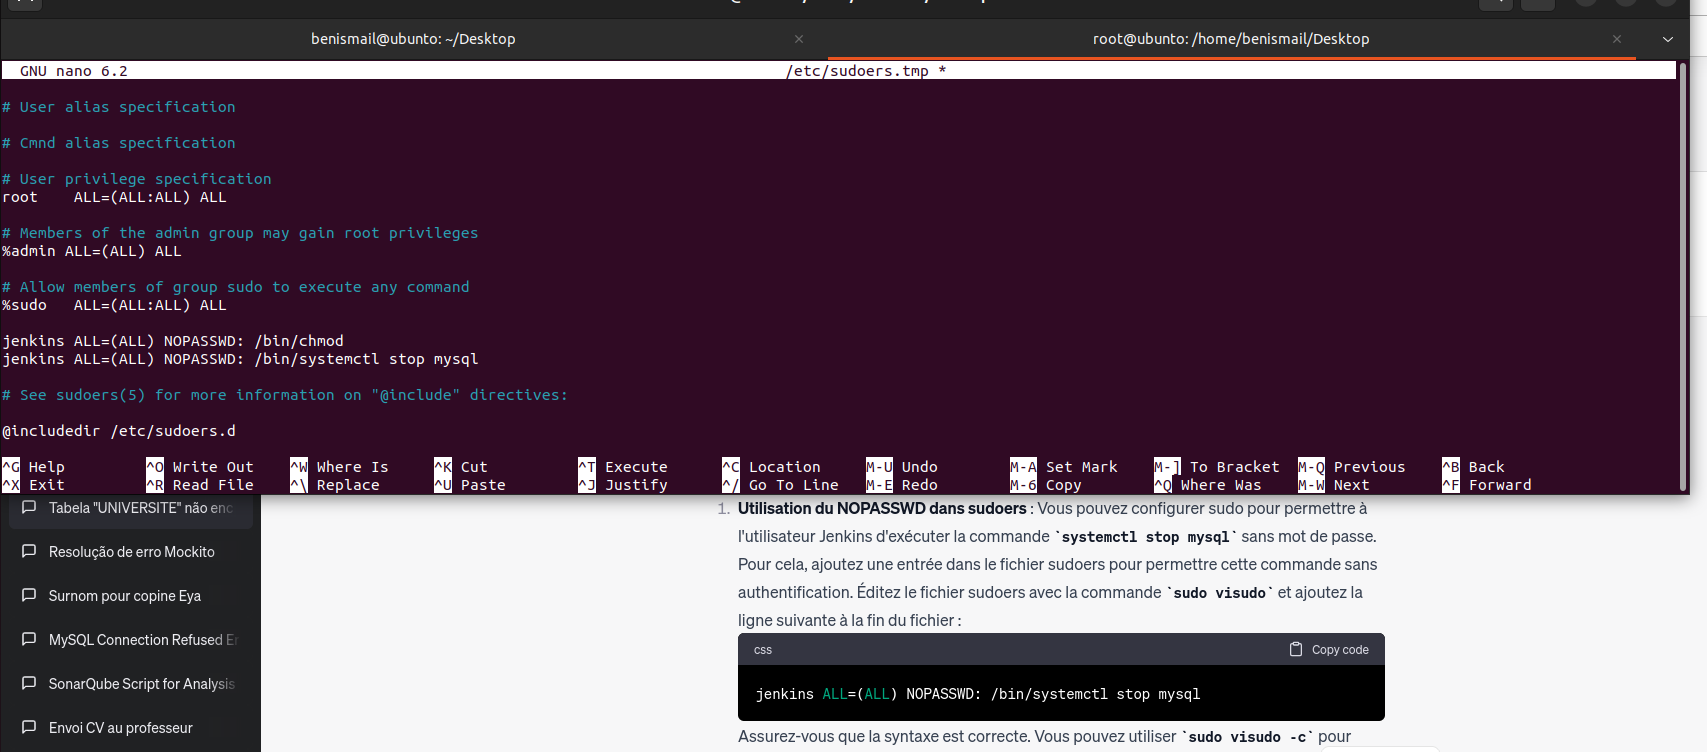 benismail@ubuntu: ~/Desktop
root@ubunto: /home/benismail/Desktop
GNU nano 6.2 /etc/sudoers.tmp *
# User alias specification
# Cmnd alias specification
# User privilege specification
root ALL=(ALL:ALL) ALL
# Members of the admin group may gain root privileges
%admin ALL=(ALL) ALL
# Allow members of group sudo to execute any command
%sudo ALL=(ALL:ALL) ALL
jenkins ALL=(ALL) NOPASSWD: /bin/chmod
jenkins ALL=(ALL) NOPASSWD: /bin/systemctl stop mysql
# See sudoers(5) for more information on "@include" directives:
@includedir /etc/sudoers.d
^G Help ^O Write Out ^W Where Is ^K Cut ^T Execute ^C Location M-U Undo M-A Set Mark M-] To Bracket M-Q Previous ^B Back
^X Exit ^R Read File ^\ Replace ^U Paste ^J Justify ^/ Go To Line M-E Redo M-6 Copy ^Q Where Was M-W Next ^F Forward
Tabela "UNIVERSITE" não enc
Resolução de erro Mockito
Surnom pour copine Eya
MySQL Connection Refused Er
SonarQube Script for Analysis
Envoi CV au professeur
1. Utilisation du NOPASSWD dans sudoers : Vous pouvez configurer sudo pour permettre à
l'utilisateur Jenkins d'exécuter la commande `systemctl stop mysql` sans mot de passe.
Pour cela, ajoutez une entrée dans le fichier sudoers pour permettre cette commande sans
authentification. Éditez le fichier sudoers avec la commande `sudo visudo` et ajoutez la
ligne suivante à la fin du fichier :
css Copy code
jenkins ALL=(ALL) NOPASSWD: /bin/systemctl stop mysql
Assurez-vous que la syntaxe est correcte. Vous pouvez utiliser `sudo visudo -c` pour